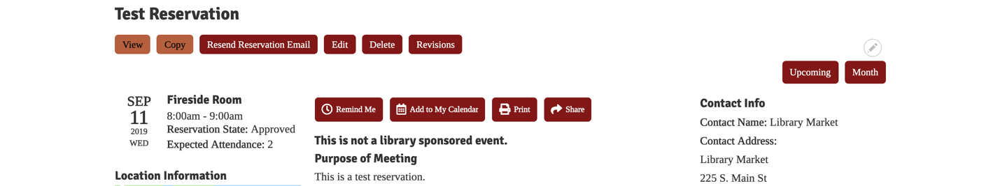 Test Reservation
View Copy Resend Reservation Email Edit Delete Revisions
Upcoming Month
SEP
11
2019
WED
Fireside Room
8:00am - 9:00am
Reservation State: Approved
Expected Attendance: 2
Location Information
Remind Me Add to My Calendar Print Share
This is not a library sponsored event.
Purpose of Meeting
This is a test reservation.
Contact Info
Contact Name: Library Market
Contact Address:
Library Market
225 S. Main St